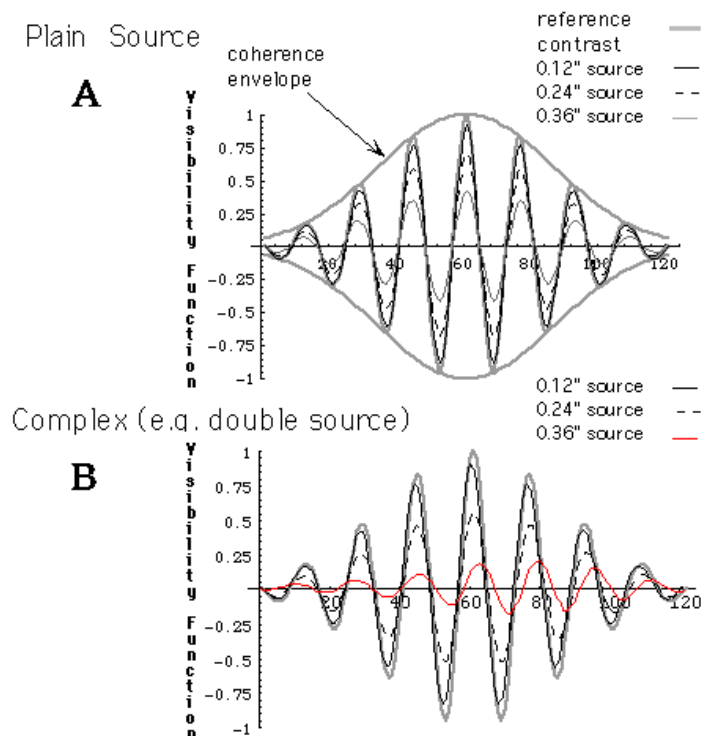 Plain Source
A
coherence
envelope
reference
contrast
0.12" source
0.24" source
0.36" source
Visibility Function
1
0.75
0.5
0.25
-0.25
-0.5
-0.75
-1
20 40 60 80 100 120
Complex (e.g. double source)
B
0.12" source
0.24" source
0.36" source
Visibility Function
1
0.75
0.5
0.25
-0.25
-0.5
-0.75
-1
20 40 60 80 100 120